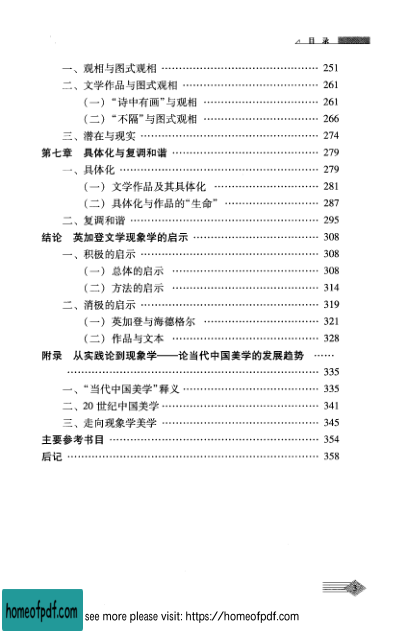 目 录
一、观相与图式观相 …………………………………… 251
二、文学作品与图式观相 ……………………………… 261
（一）“诗中有画”与观相 ………………………… 261
（二）“不隔”与图式观相 ………………………… 266
三、潜在与现实 ………………………………………… 274
第七章 具体化与复调和谐 ………………………………… 279
一、具体化 ……………………………………………… 279
（一）文学作品及其具体化 ……………………… 281
（二）具体化与作品的“生命” …………………… 287
二、复调和谐 …………………………………………… 295
结论 英加登文学现象学的启示 …………………………… 308
一、积极的启示 ………………………………………… 308
（一）总体的启示 ………………………………… 308
（二）方法的启示 ………………………………… 314
二、消极的启示 ………………………………………… 319
（一）英加登与海德格尔 ………………………… 321
（二）作品与文本 ………………………………… 328
附录 从实践论到现象学——论当代中国美学的发展趋势 ……
………………………………………………………… 335
一、“当代中国美学”释义 ……………………………… 335
二、20 世纪中国美学 …………………………………… 341
三、走向现象学美学 …………………………………… 345
主要参考书目 ……………………………………………… 354
后记 ………………………………………………………… 358
3
homeofpdf.com
see more please visit: https://homeofpdf.com